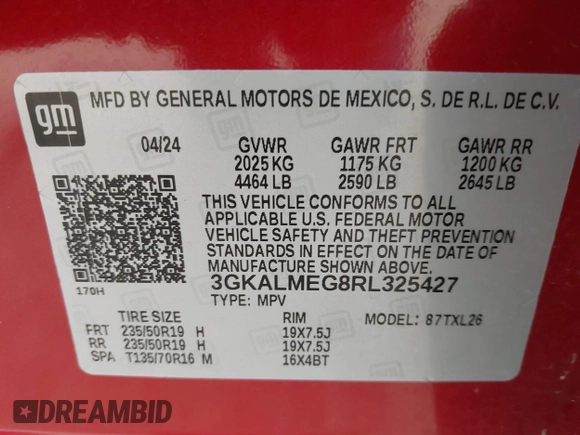 gm
MFD BY GENERAL MOTORS DE MEXICO, S. DE R.L. DE C.V.
04/24 GVWR GAWR FRT GAWR RR
2025 KG 1175 KG 1200 KG
4464 LB 2590 LB 2645 LB
THIS VEHICLE CONFORMS TO ALL
APPLICABLE U.S. FEDERAL MOTOR
VEHICLE SAFETY AND THEFT PREVENTION
STANDARDS IN EFFECT ON THE DATE OF
MANUFACTURE SHOWN ABOVE.
170H 3GKALMEG8RL325427
TYPE: MPV
TIRE SIZE RIM MODEL: 87TXL26
FRT 235/50R19 H 19X7.5J
RR 235/50R19 H 19X7.5J
SPA T135/70R16 M 16X4BT
DREAMBID